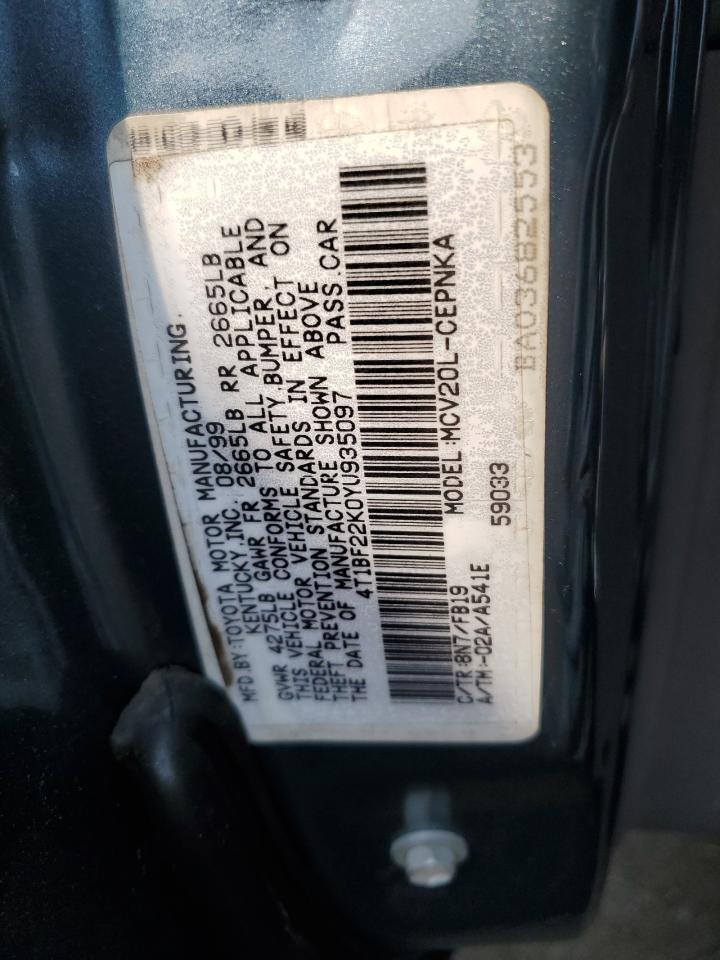 MFD.BY:TOYOTA MOTOR MANUFACTURING,
KENTUCKY,INC. 08/99
GVWR 4275LB GAWR FR 2665LB RR 2665LB
THIS VEHICLE CONFORMS TO ALL APPLICABLE
FEDERAL MOTOR VEHICLE SAFETY,BUMPER, AND
THEFT PREVENTION STANDARDS IN EFFECT ON
THE DATE OF MANUFACTURE SHOWN ABOVE
4T1BF22K0YU935097 PASS.CAR
MODEL:MCV20L-CEPNKA
C/TR:8N7/FB19
A/TM:-02A/A541E 59033
BA03682553